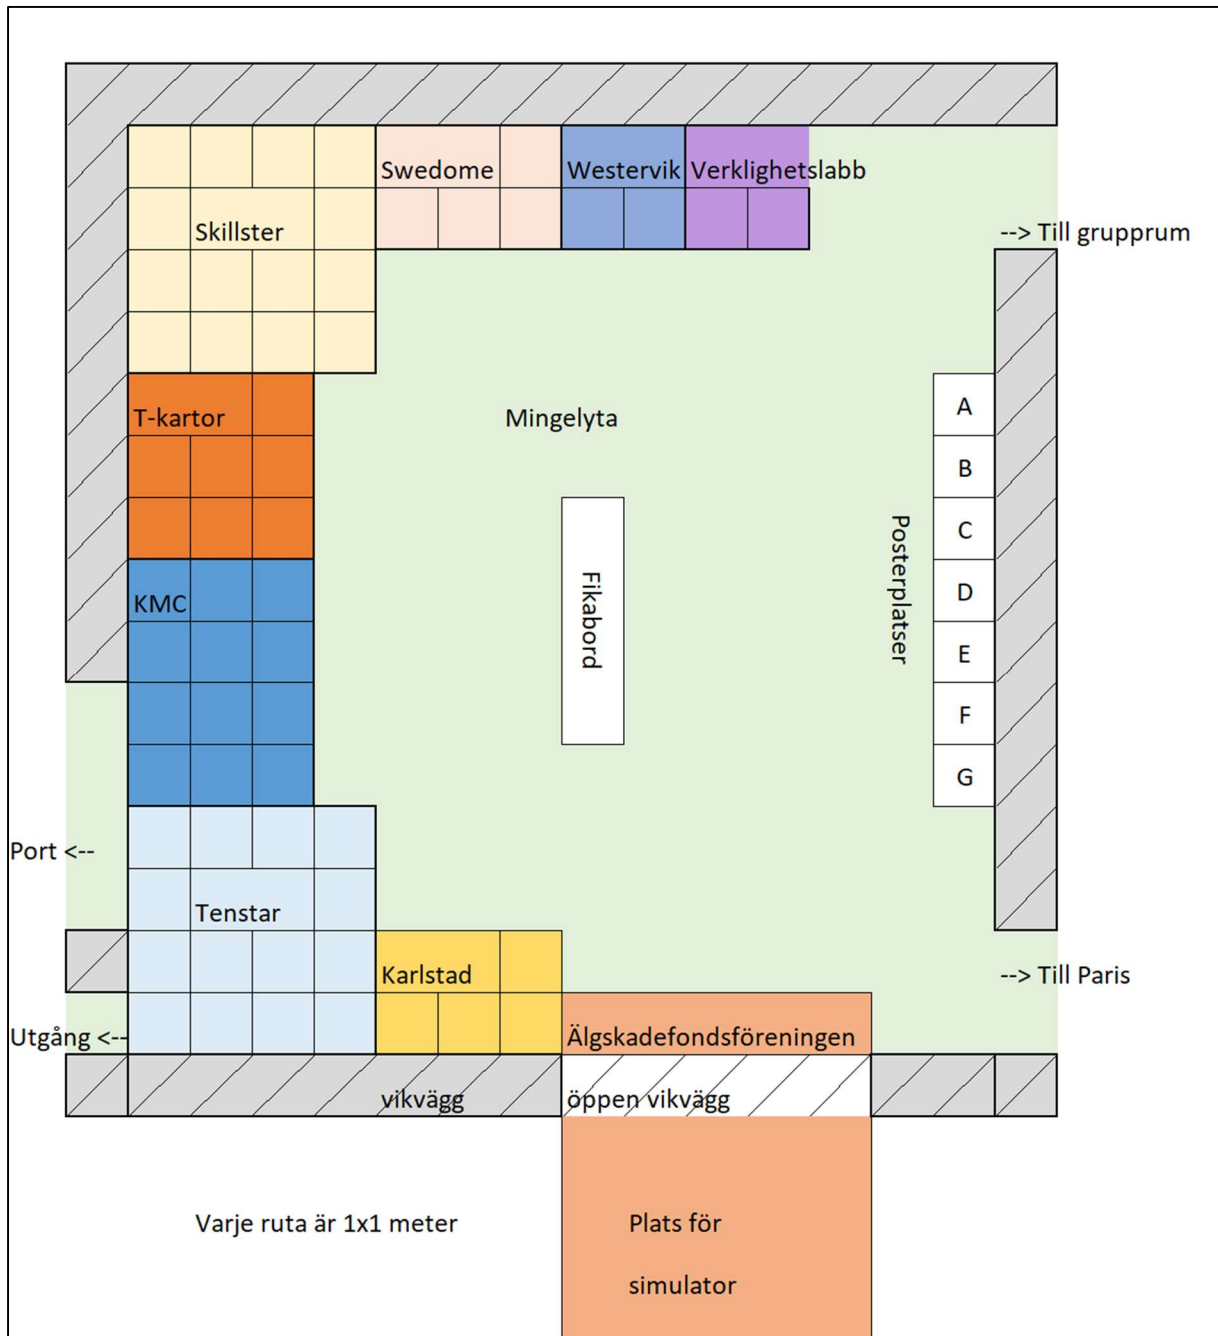 Swedome
Westervik
Verklighetslabb
Skillster
--> Till grupprum
T-kartor
Mingelyta
A
B
C
D
E
F
G
Posterplatser
Fikabord
KMC
Port <--
Tenstar
Karlstad
--> Till Paris
Utgång <--
Älgskadefondsföreningen
vikvägg
öppen vikvägg
Varje ruta är 1x1 meter
Plats för
simulator